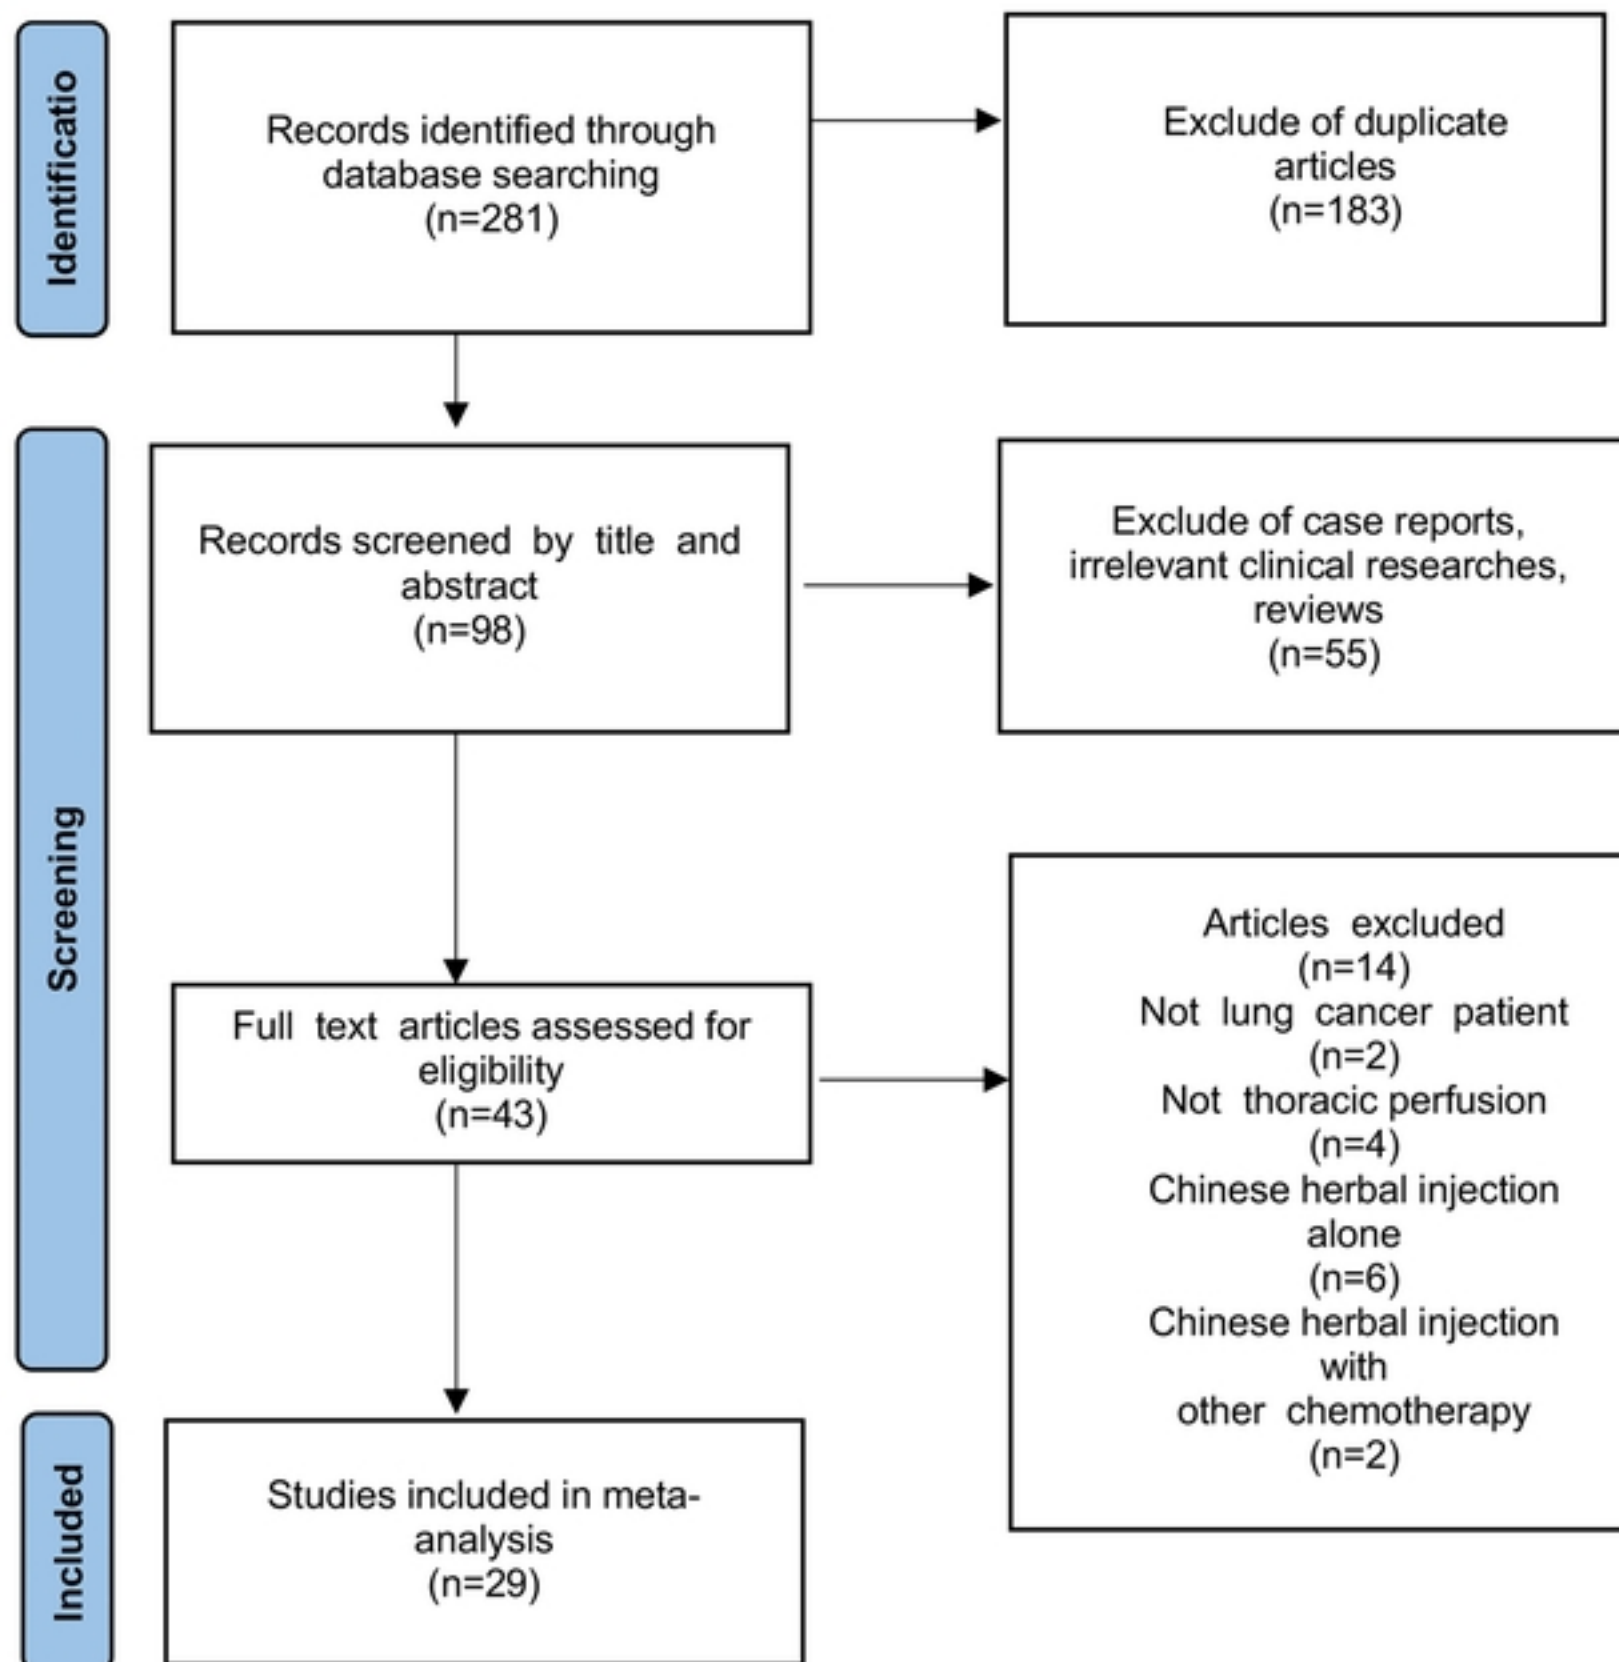 Identificatio
Records identified through
database searching
(n=281)
Exclude of duplicate
articles
(n=183)
Screening
Records screened by title and
abstract
(n=98)
Exclude of case reports,
irrelevant clinical researches,
reviews
(n=55)
Full text articles assessed for
eligibility
(n=43)
Articles excluded
(n=14)
Not lung cancer patient
(n=2)
Not thoracic perfusion
(n=4)
Chinese herbal injection
alone
(n=6)
Chinese herbal injection
with
other chemotherapy
(n=2)
Included
Studies included in meta-
analysis
(n=29)